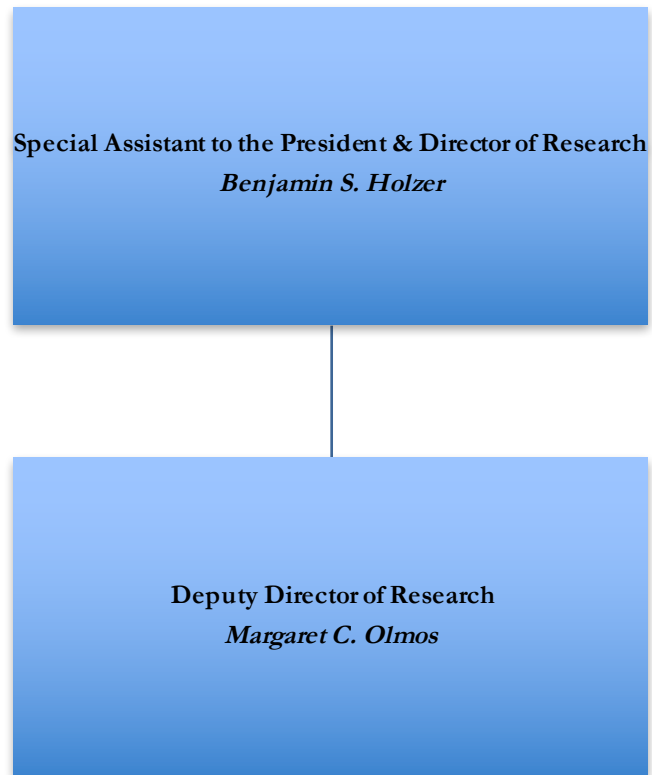 Special Assistant to the President & Director of Research
Benjamin S. Holzer
Deputy Director of Research
Margaret C. Olmos